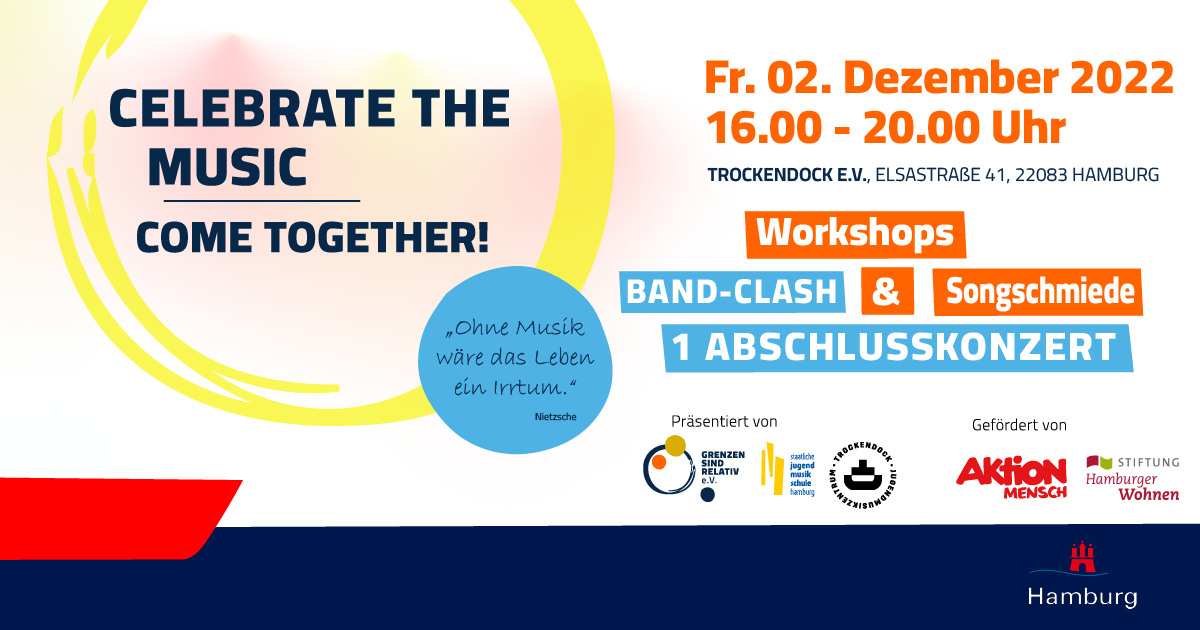 CELEBRATE THE
MUSIC
COME TOGETHER!
„Ohne Musik
wäre das Leben
ein Irrtum.“
Nietzsche
Fr. 02. Dezember 2022
16.00 - 20.00 Uhr
TROCKENDOCK E.V., ELSASTRAßE 41, 22083 HAMBURG
Workshops
BAND-CLASH & Songschmiede
1 ABSCHLUSSKONZERT
Präsentiert von
GRENZEN
SIND
RELATIV
e.V.
staatliche
jugend
musik
schule
hamburg
• TROCKENDOCK • JUGENDMUSIKZENTRUM
Gefördert von
AKTION
MENSCH
STIFTUNG
Hamburger
Wohnen
Hamburg